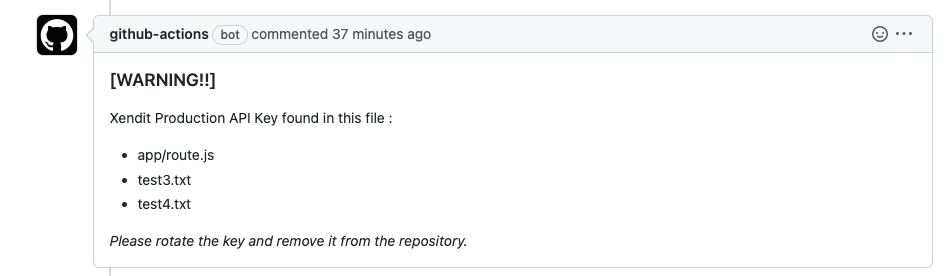 github-actions bot commented 37 minutes ago
[WARNING!!]
Xendit Production API Key found in this file :
app/route.js
test3.txt
test4.txt
Please rotate the key and remove it from the repository.